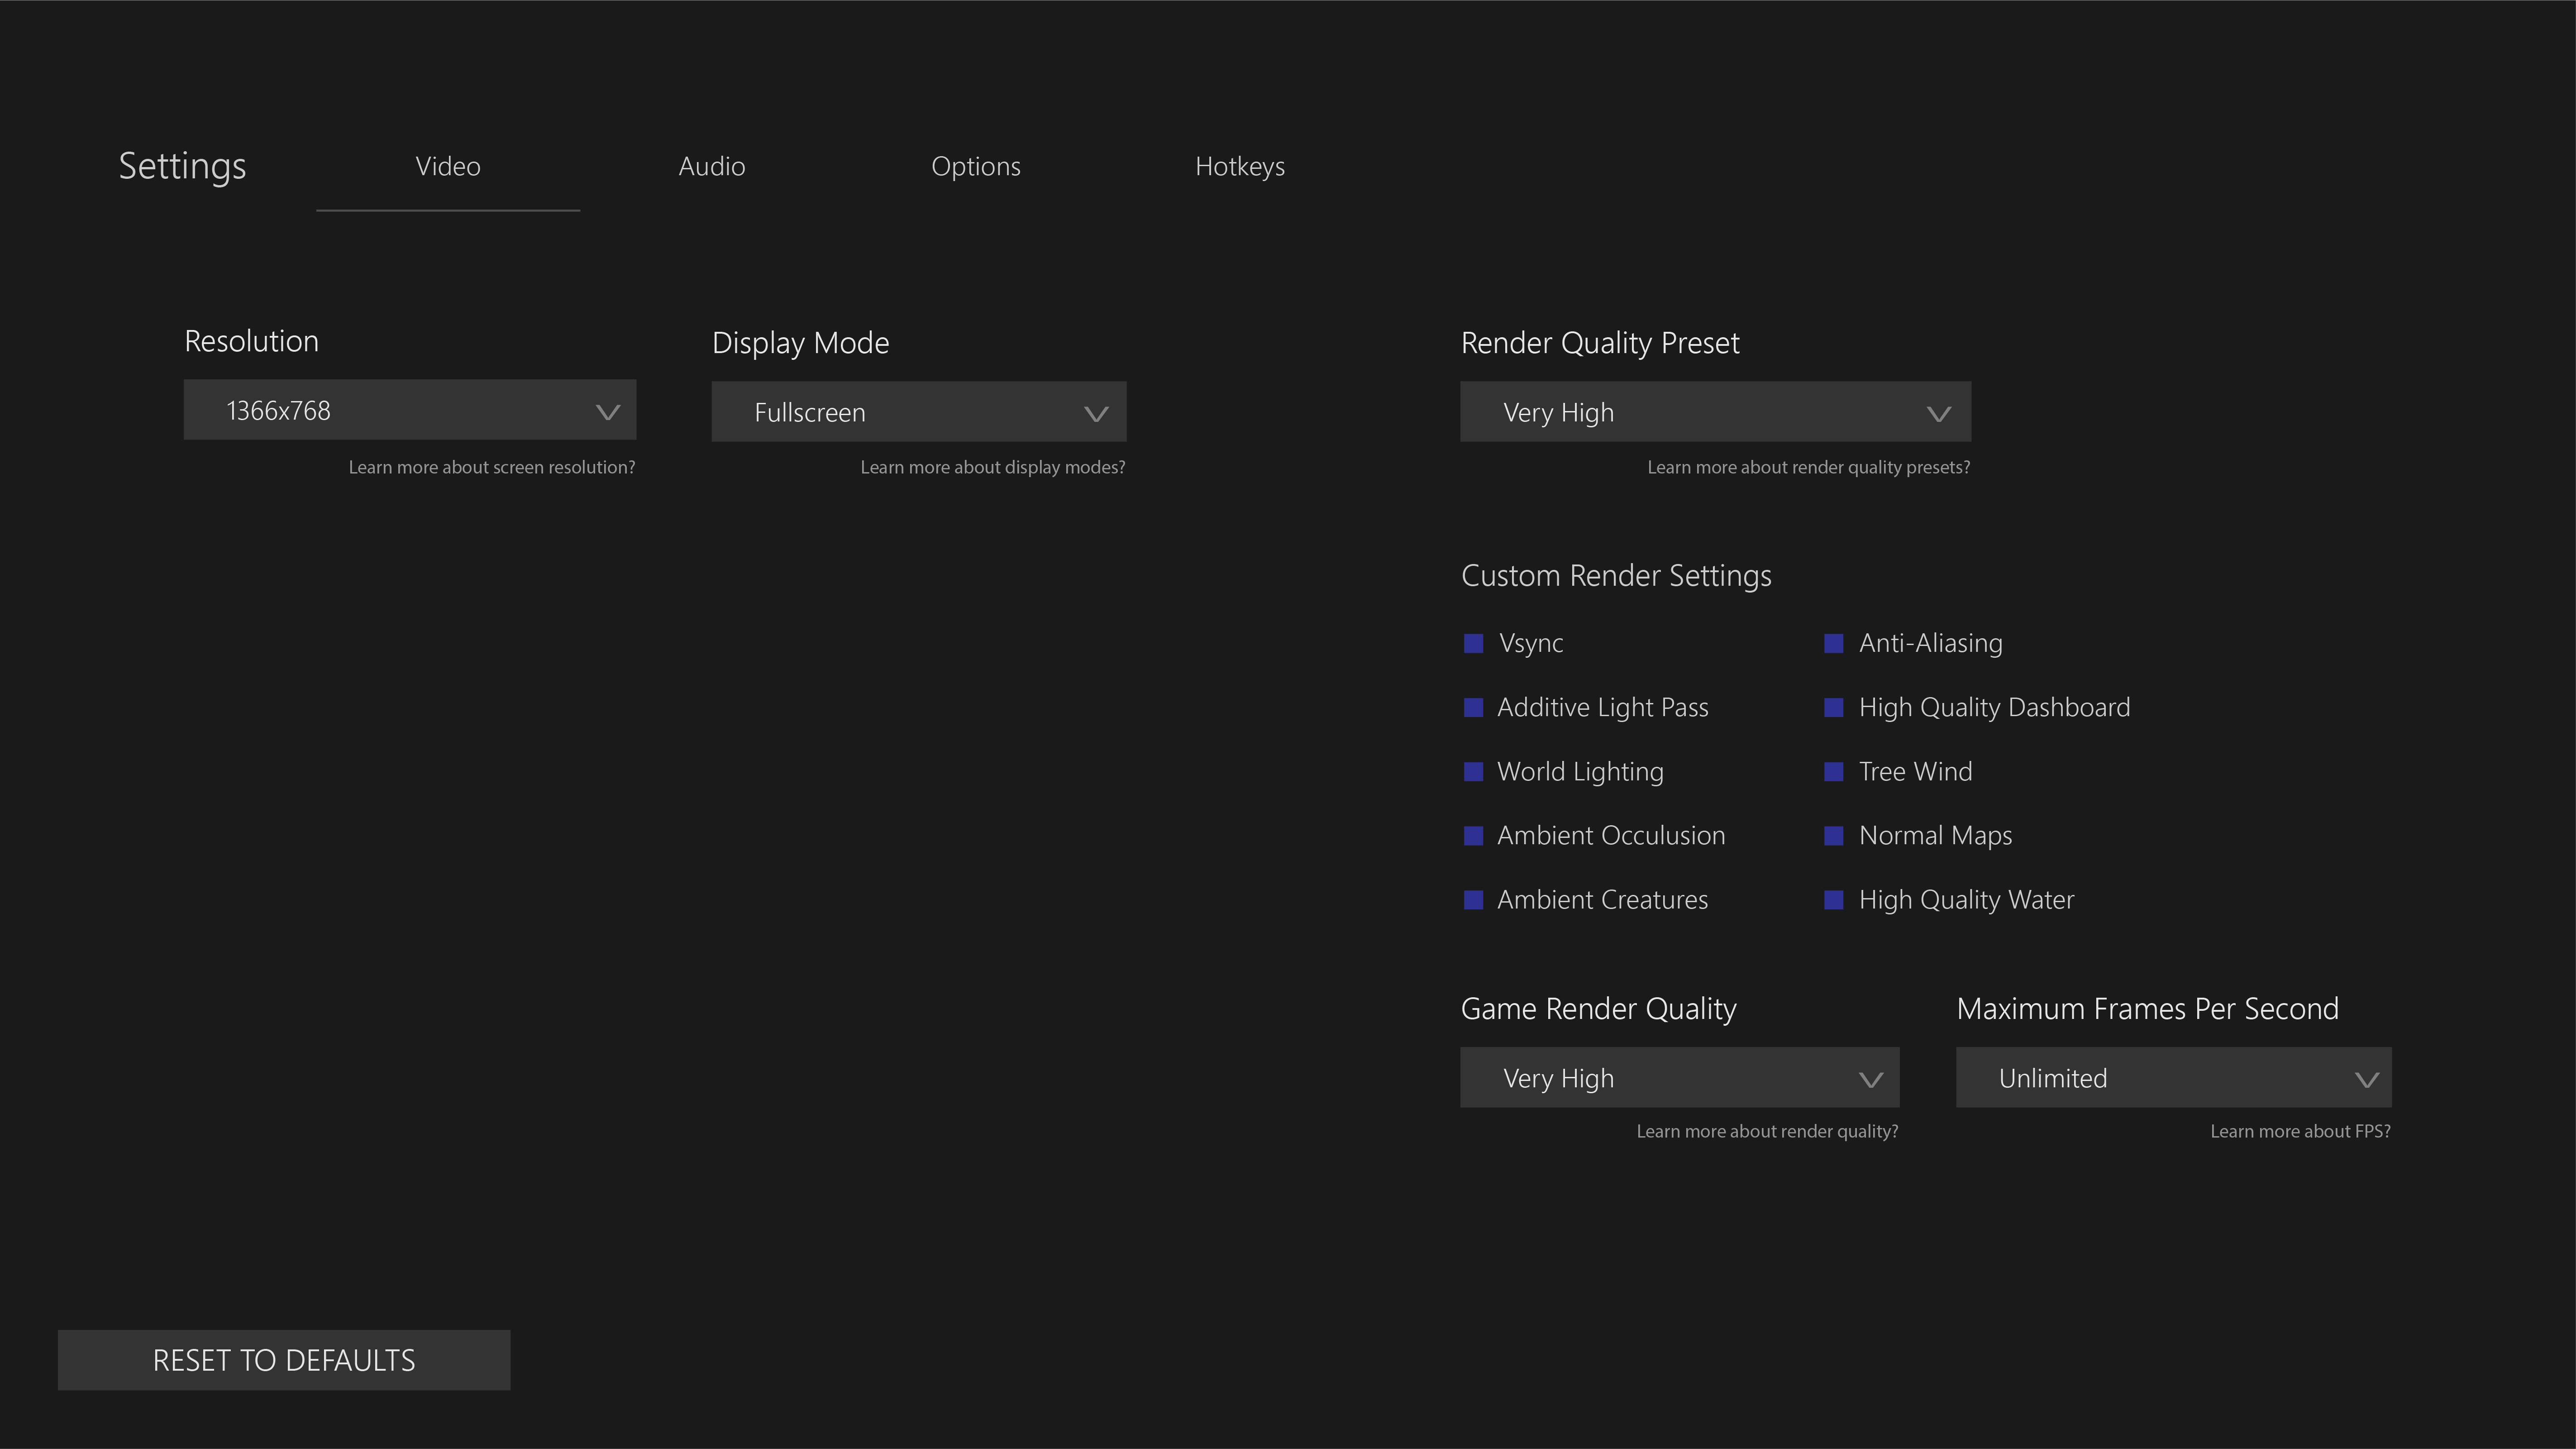 Settings
Video
Audio
Options
Hotkeys
Resolution
1366x768
Learn more about screen resolution?
Display Mode
Fullscreen
Learn more about display modes?
Render Quality Preset
Very High
Learn more about render quality presets?
Custom Render Settings
Vsync
Anti-Aliasing
Additive Light Pass
High Quality Dashboard
World Lighting
Tree Wind
Ambient Occulusion
Normal Maps
Ambient Creatures
High Quality Water
Game Render Quality
Very High
Learn more about render quality?
Maximum Frames Per Second
Unlimited
Learn more about FPS?
RESET TO DEFAULTS